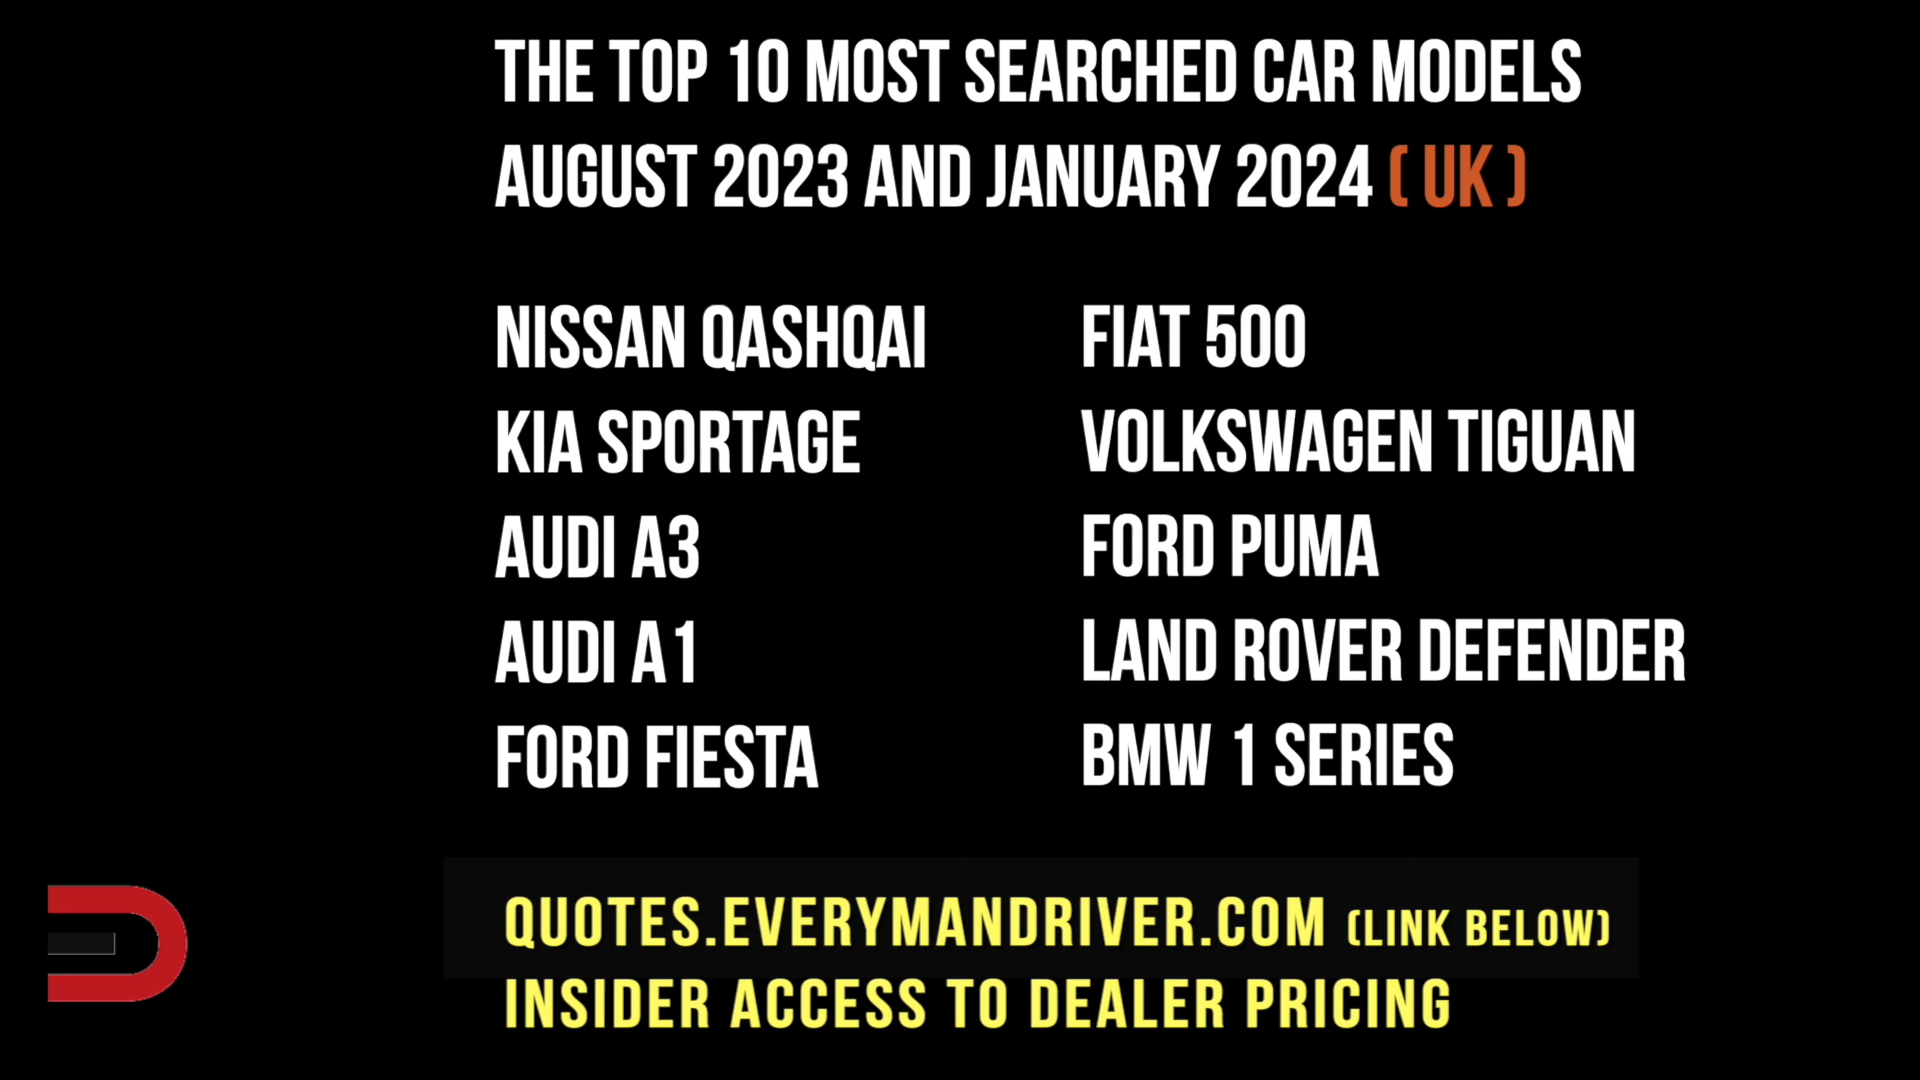 THE TOP 10 MOST SEARCHED CAR MODELS
AUGUST 2023 AND JANUARY 2024 ( UK )
NISSAN QASHQAI
KIA SPORTAGE
AUDI A3
AUDI A1
FORD FIESTA
FIAT 500
VOLKSWAGEN TIGUAN
FORD PUMA
LAND ROVER DEFENDER
BMW 1 SERIES
QUOTES.EVERYMANDRIVER.COM (LINK BELOW)
INSIDER ACCESS TO DEALER PRICING